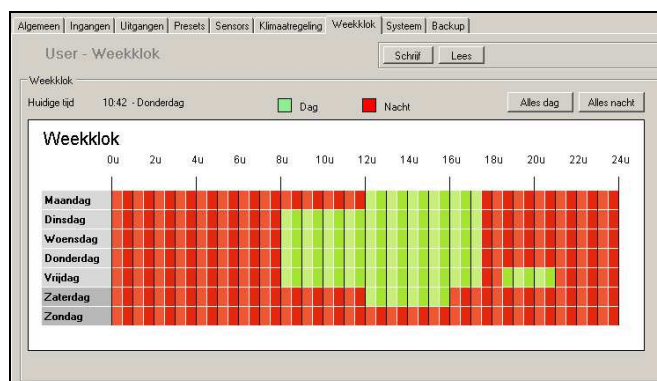 Algemeen Ingangen Uitgangen Presets Sensors Klimaatregeling Weekklok Systeem Backup
User - Weekklok Schrijf Lees
Weekklok
Huidige tijd 10:42 - Donderdag Dag Nacht Alles dag Alles nacht
Weekklok
0u 2u 4u 6u 8u 10u 12u 14u 16u 18u 20u 22u 24u
Maandag
Dinsdag
Woensdag
Donderdag
Vrijdag
Zaterdag
Zondag